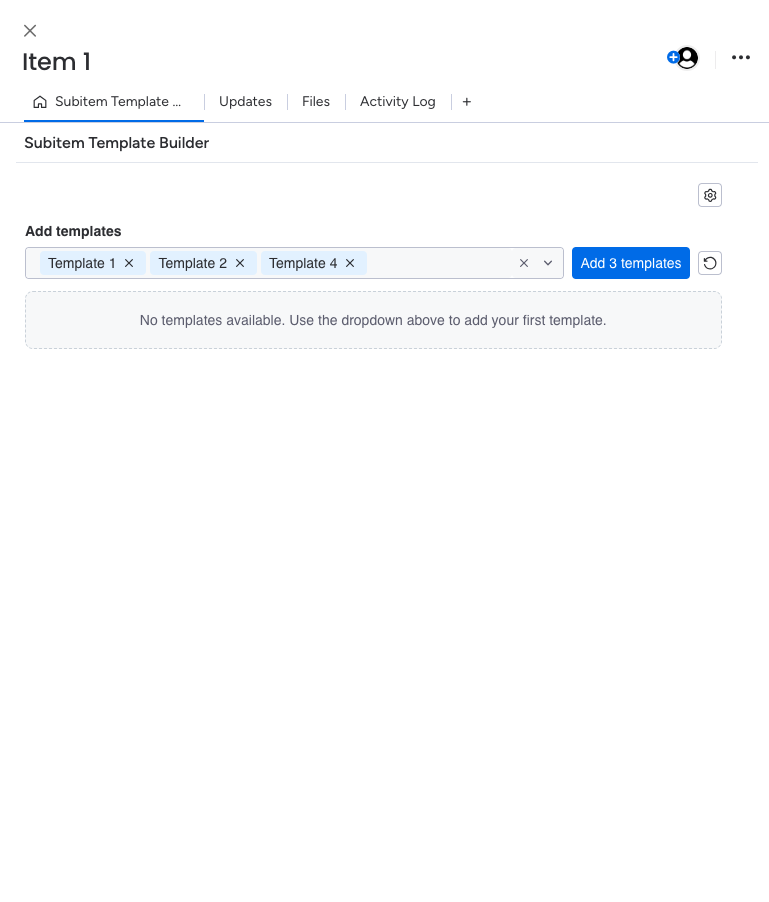 Item 1
Subitem Template ... Updates Files Activity Log +
Subitem Template Builder
Add templates
Template 1 Template 2 Template 4 Add 3 templates
No templates available. Use the dropdown above to add your first template.